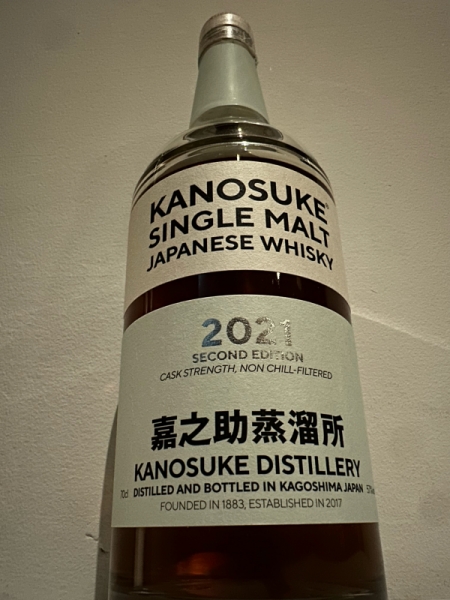 KANOSUKE®
SINGLE MALT
JAPANESE WHISKY
2021
SECOND EDITION
CASK STRENGTH, NON CHILL-FILTERED
嘉之助蒸溜所
KANOSUKE DISTILLERY
70cl DISTILLED AND BOTTLED IN KAGOSHIMA, JAPAN
FOUNDED IN 1883, ESTABLISHED IN 2017